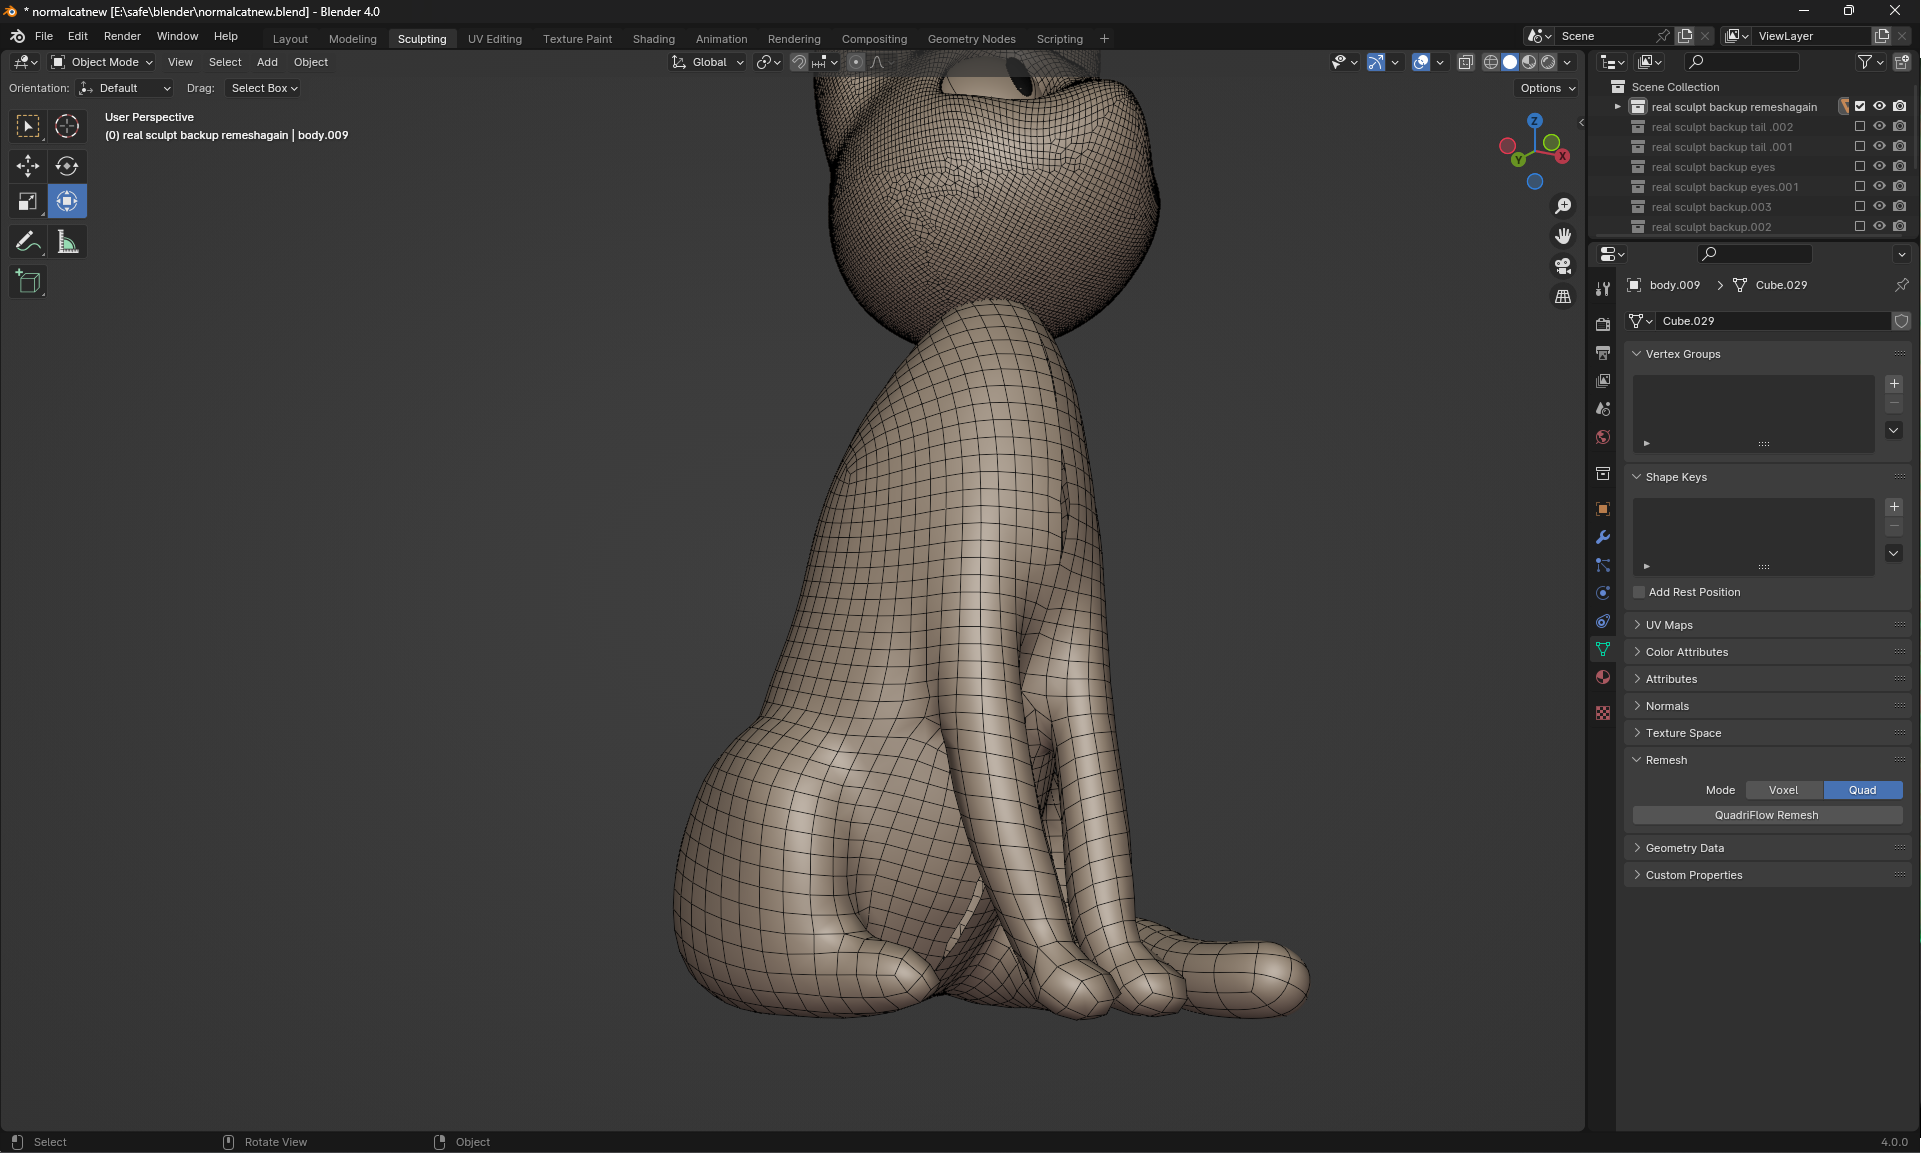 * normalcatnew [E:\safe\blender\normalcatnew.blend] - Blender 4.0
File Edit Render Window Help Layout Modeling Sculpting UV Editing Texture Paint Shading Animation Rendering Compositing Geometry Nodes Scripting + Scene ViewLayer
Object Mode View Select Add Object Global
Orientation: Default Drag: Select Box Options
User Perspective
(0) real sculpt backup remeshagain | body.009
Z
X
Y
Scene Collection
real sculpt backup remeshagain
real sculpt backup tail .002
real sculpt backup tail .001
real sculpt backup eyes
real sculpt backup eyes.001
real sculpt backup.003
real sculpt backup.002
body.009 > Cube.029
Cube.029
Vertex Groups
Shape Keys
Add Rest Position
UV Maps
Color Attributes
Attributes
Normals
Texture Space
Remesh
Mode Voxel Quad
QuadriFlow Remesh
Geometry Data
Custom Properties
Select Rotate View Object 4.0.0